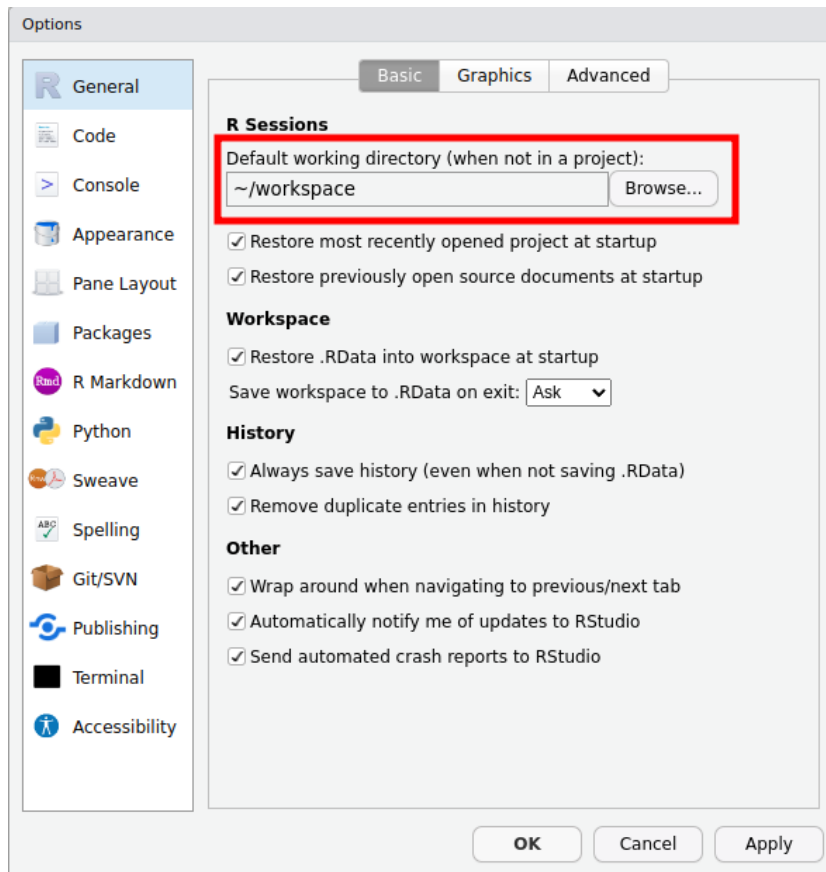 Options
General
Code
> Console
Appearance
Pane Layout
Packages
Rmd R Markdown
Python
Sweave
ABC Spelling
Git/SVN
Publishing
Terminal
Accessibility
Basic Graphics Advanced
R Sessions
Default working directory (when not in a project):
~/workspace Browse...
Restore most recently opened project at startup
Restore previously open source documents at startup
Workspace
Restore .RData into workspace at startup
Save workspace to .RData on exit: Ask
History
Always save history (even when not saving .RData)
Remove duplicate entries in history
Other
Wrap around when navigating to previous/next tab
Automatically notify me of updates to RStudio
Send automated crash reports to RStudio
OK Cancel Apply